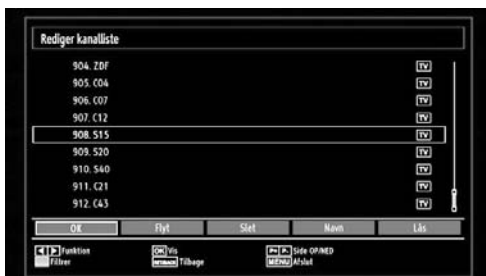 Rediger kanalliste
904. ZDF TV
905. C04 TV
906. C07 TV
907. C12 TV
908. S15 TV
909. S20 TV
910. S40 TV
911. C21 TV
912. C43 TV
OK Flyt Slet Navn Lås
Funktion OK Vis P+ P- Side OP/NED
Filtrer Tilbage MENU Afslut